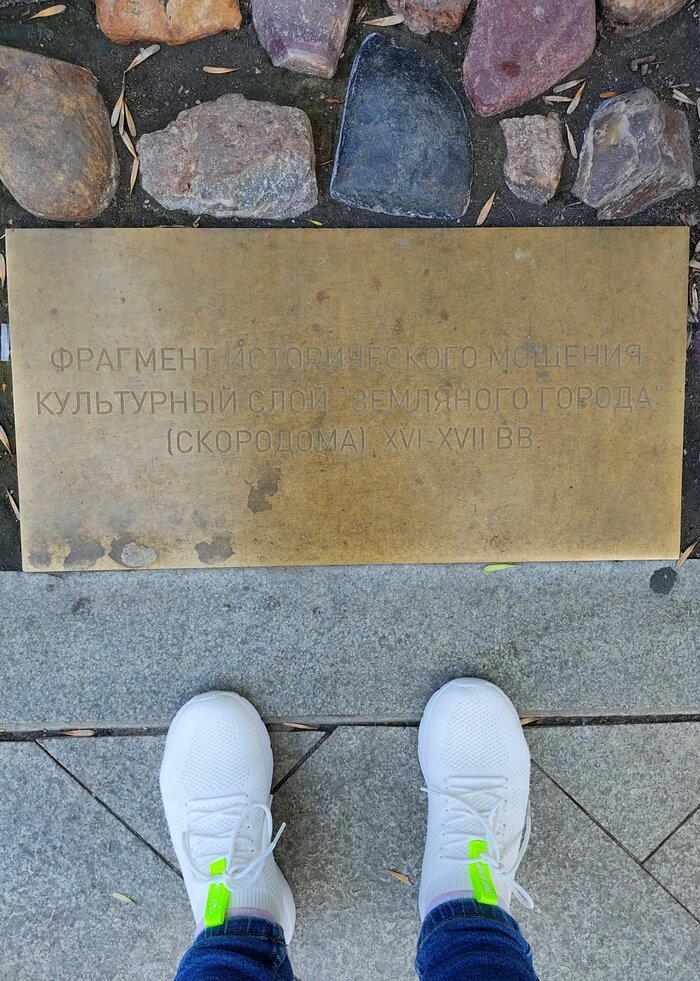 ФРАГМЕНТ ИСТОРИЧЕСКОГО МОЩЕНИЯ.
КУЛЬТУРНЫЙ СЛОЙ "ЗЕМЛЯНОГО ГОРОДА"
(СКОРОДОМА) XVI-XVII ВВ.